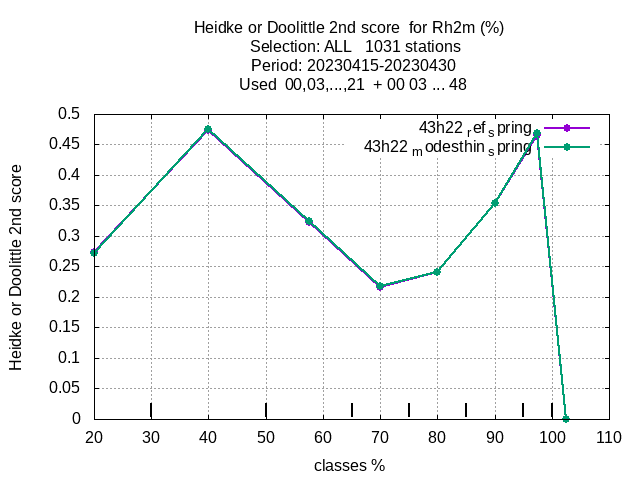 Heidke or Doolittle 2nd score  for Rh2m (%)
Selection: ALL   1031 stations
Period: 20230415-20230430
Used  00,03,...,21  + 00 03 ... 48
43h22 ref spring
43h22 modesthin spring
0.5
0.45
0.4
0.35
0.3
0.25
0.2
0.15
0.1
0.05
0
Heidke or Doolittle 2nd score
20 30 40 50 60 70 80 90 100 110
classes %